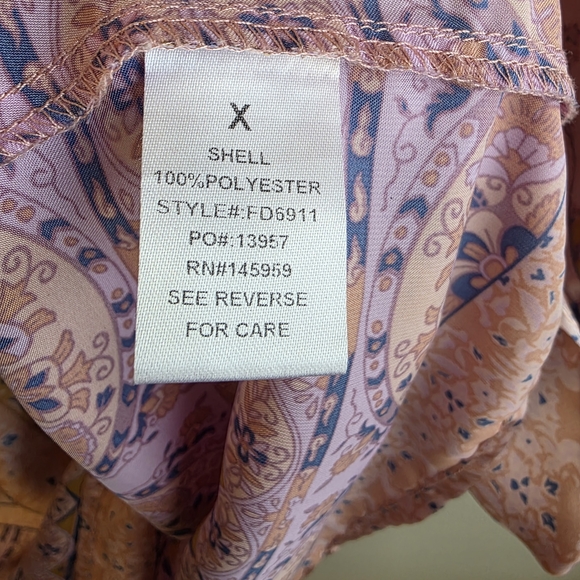 X
SHELL
100%POLYESTER
STYLE#:FD6911
PO#:13957
RN#145959
SEE REVERSE
FOR CARE